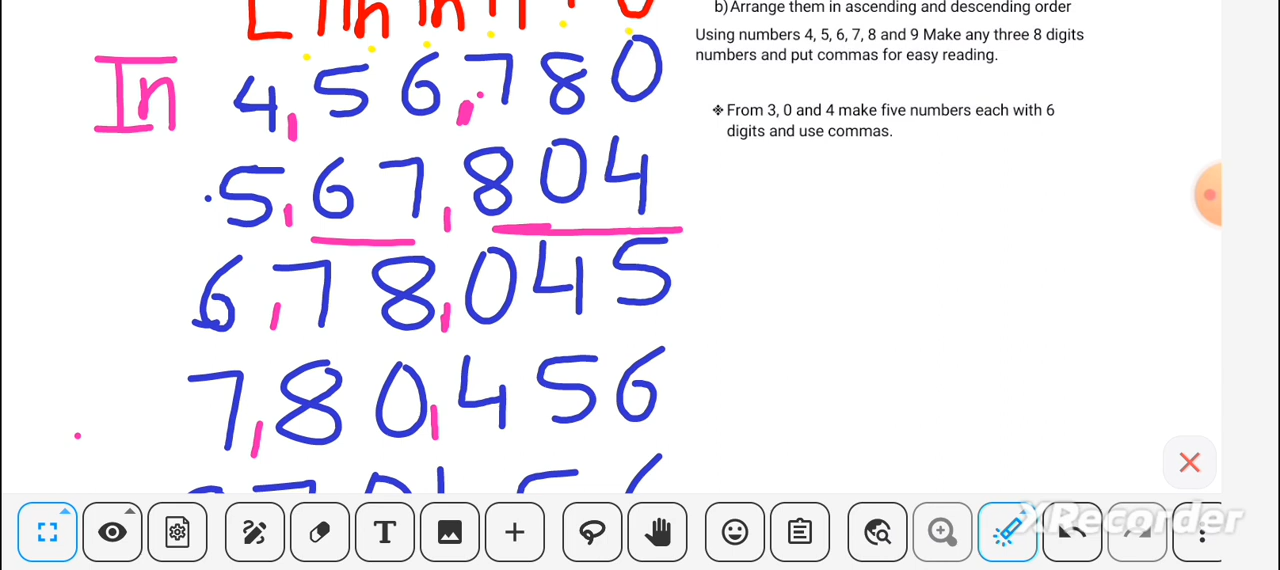 In 4,56,780
5,67,804
6,78,045
7,80,456
b) Arrange them in ascending and descending order
Using numbers 4, 5, 6, 7, 8 and 9 Make any three 8 digits
numbers and put commas for easy reading.
❖ From 3, 0 and 4 make five numbers each with 6
digits and use commas.
T
XRecorder